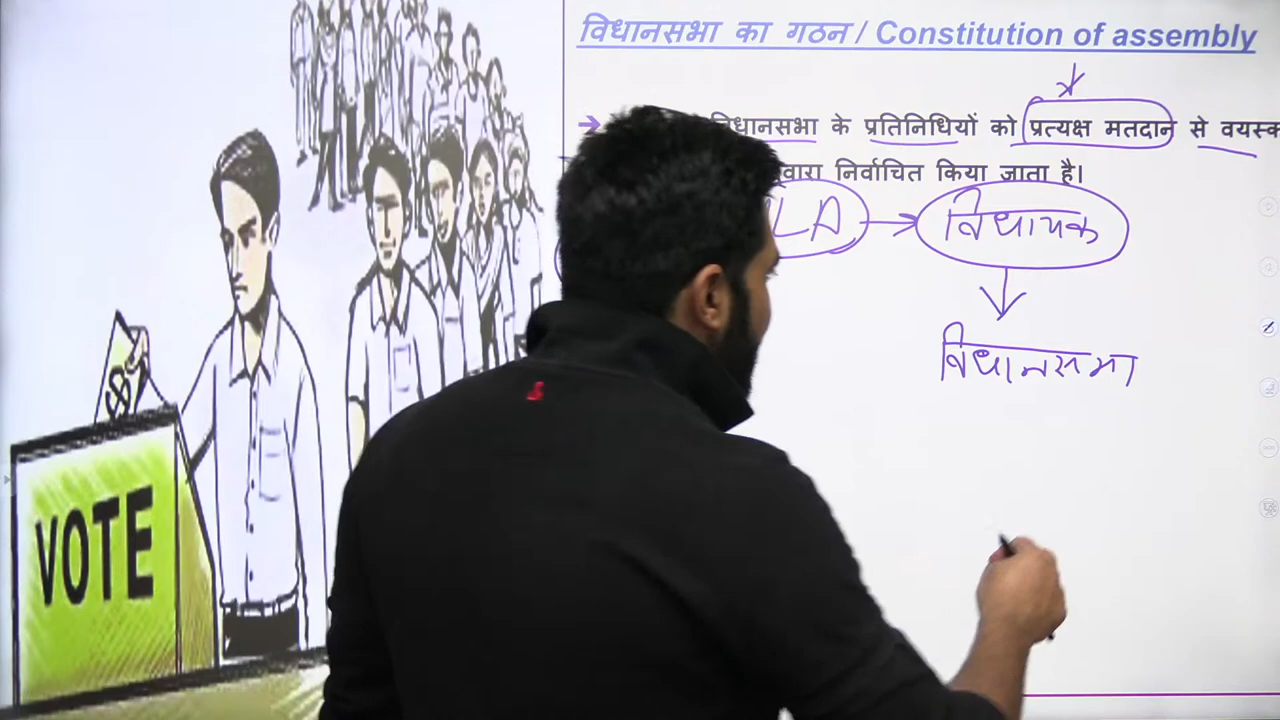 विधानसभा का गठन / Constitution of assembly
➔ विधानसभा के प्रतिनिधियों को प्रत्यक्ष मतदान से वयस्क
निर्वाचित किया जाता है।
LA → विधायक
विधानसभा
VOTE